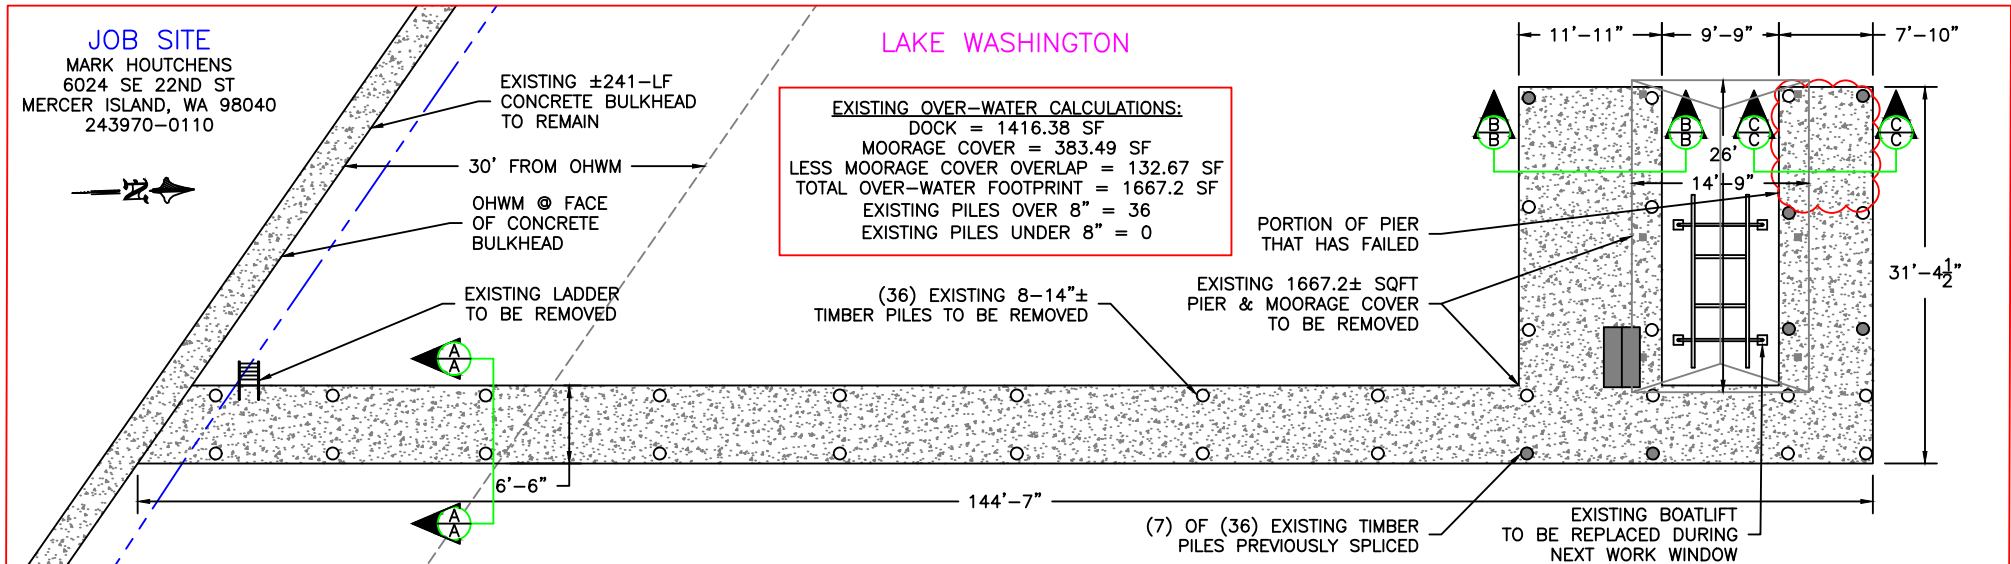 JOB SITE
MARK HOUTCHENS
6024 SE 22ND ST
MERCER ISLAND, WA 98040
243970-0110
N
EXISTING ±241-LF
CONCRETE BULKHEAD
TO REMAIN
30' FROM OHWM
OHWM @ FACE
OF CONCRETE
BULKHEAD
EXISTING LADDER
TO BE REMOVED
LAKE WASHINGTON
EXISTING OVER-WATER CALCULATIONS:
DOCK = 1416.38 SF
MOORAGE COVER = 383.49 SF
LESS MOORAGE COVER OVERLAP = 132.67 SF
TOTAL OVER-WATER FOOTPRINT = 1667.2 SF
EXISTING PILES OVER 8" = 36
EXISTING PILES UNDER 8" = 0
(36) EXISTING 8-14"±
TIMBER PILES TO BE REMOVED
PORTION OF PIER
THAT HAS FAILED
EXISTING 1667.2± SQFT
PIER & MOORAGE COVER
TO BE REMOVED
11'-11"
9'-9"
7'-10"
B
B
B
B
C
C
C
C
26'
14'-9"
31'-4 1/2"
A
A
A
A
6'-6"
144'-7"
(7) OF (36) EXISTING TIMBER
PILES PREVIOUSLY SPLICED
EXISTING BOATLIFT
TO BE REPLACED DURING
NEXT WORK WINDOW